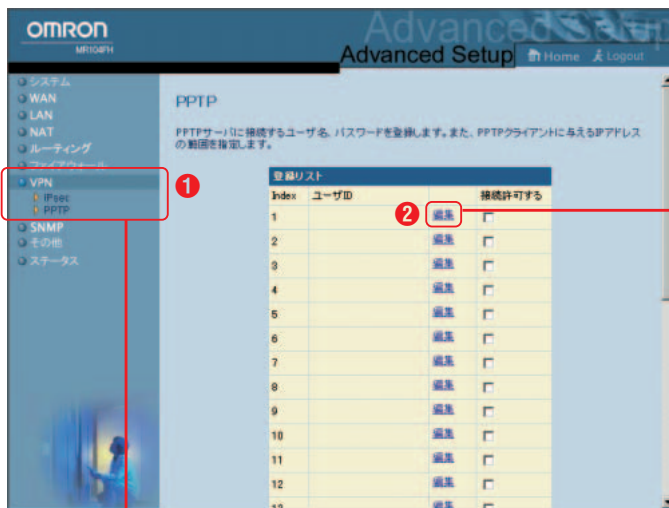 OMRON
MR104FH
Advanced Setup
Advanced Setup
Home
Logout
システム
WAN
LAN
NAT
ルーティング
ファイアウォール
VPN
IPsec
PPTP
SNMP
その他
ステータス
1
PPTP
PPTPサーバに接続するユーザ名、パスワードを登録します。また、PPTPクライアントに与えるIPアドレス
の範囲を指定します。
登録リスト
Index ユーザID 接続許可する
2
1 編集
2 編集
3 編集
4 編集
5 編集
6 編集
7 編集
8 編集
9 編集
10 編集
11 編集
12 編集
13 編集